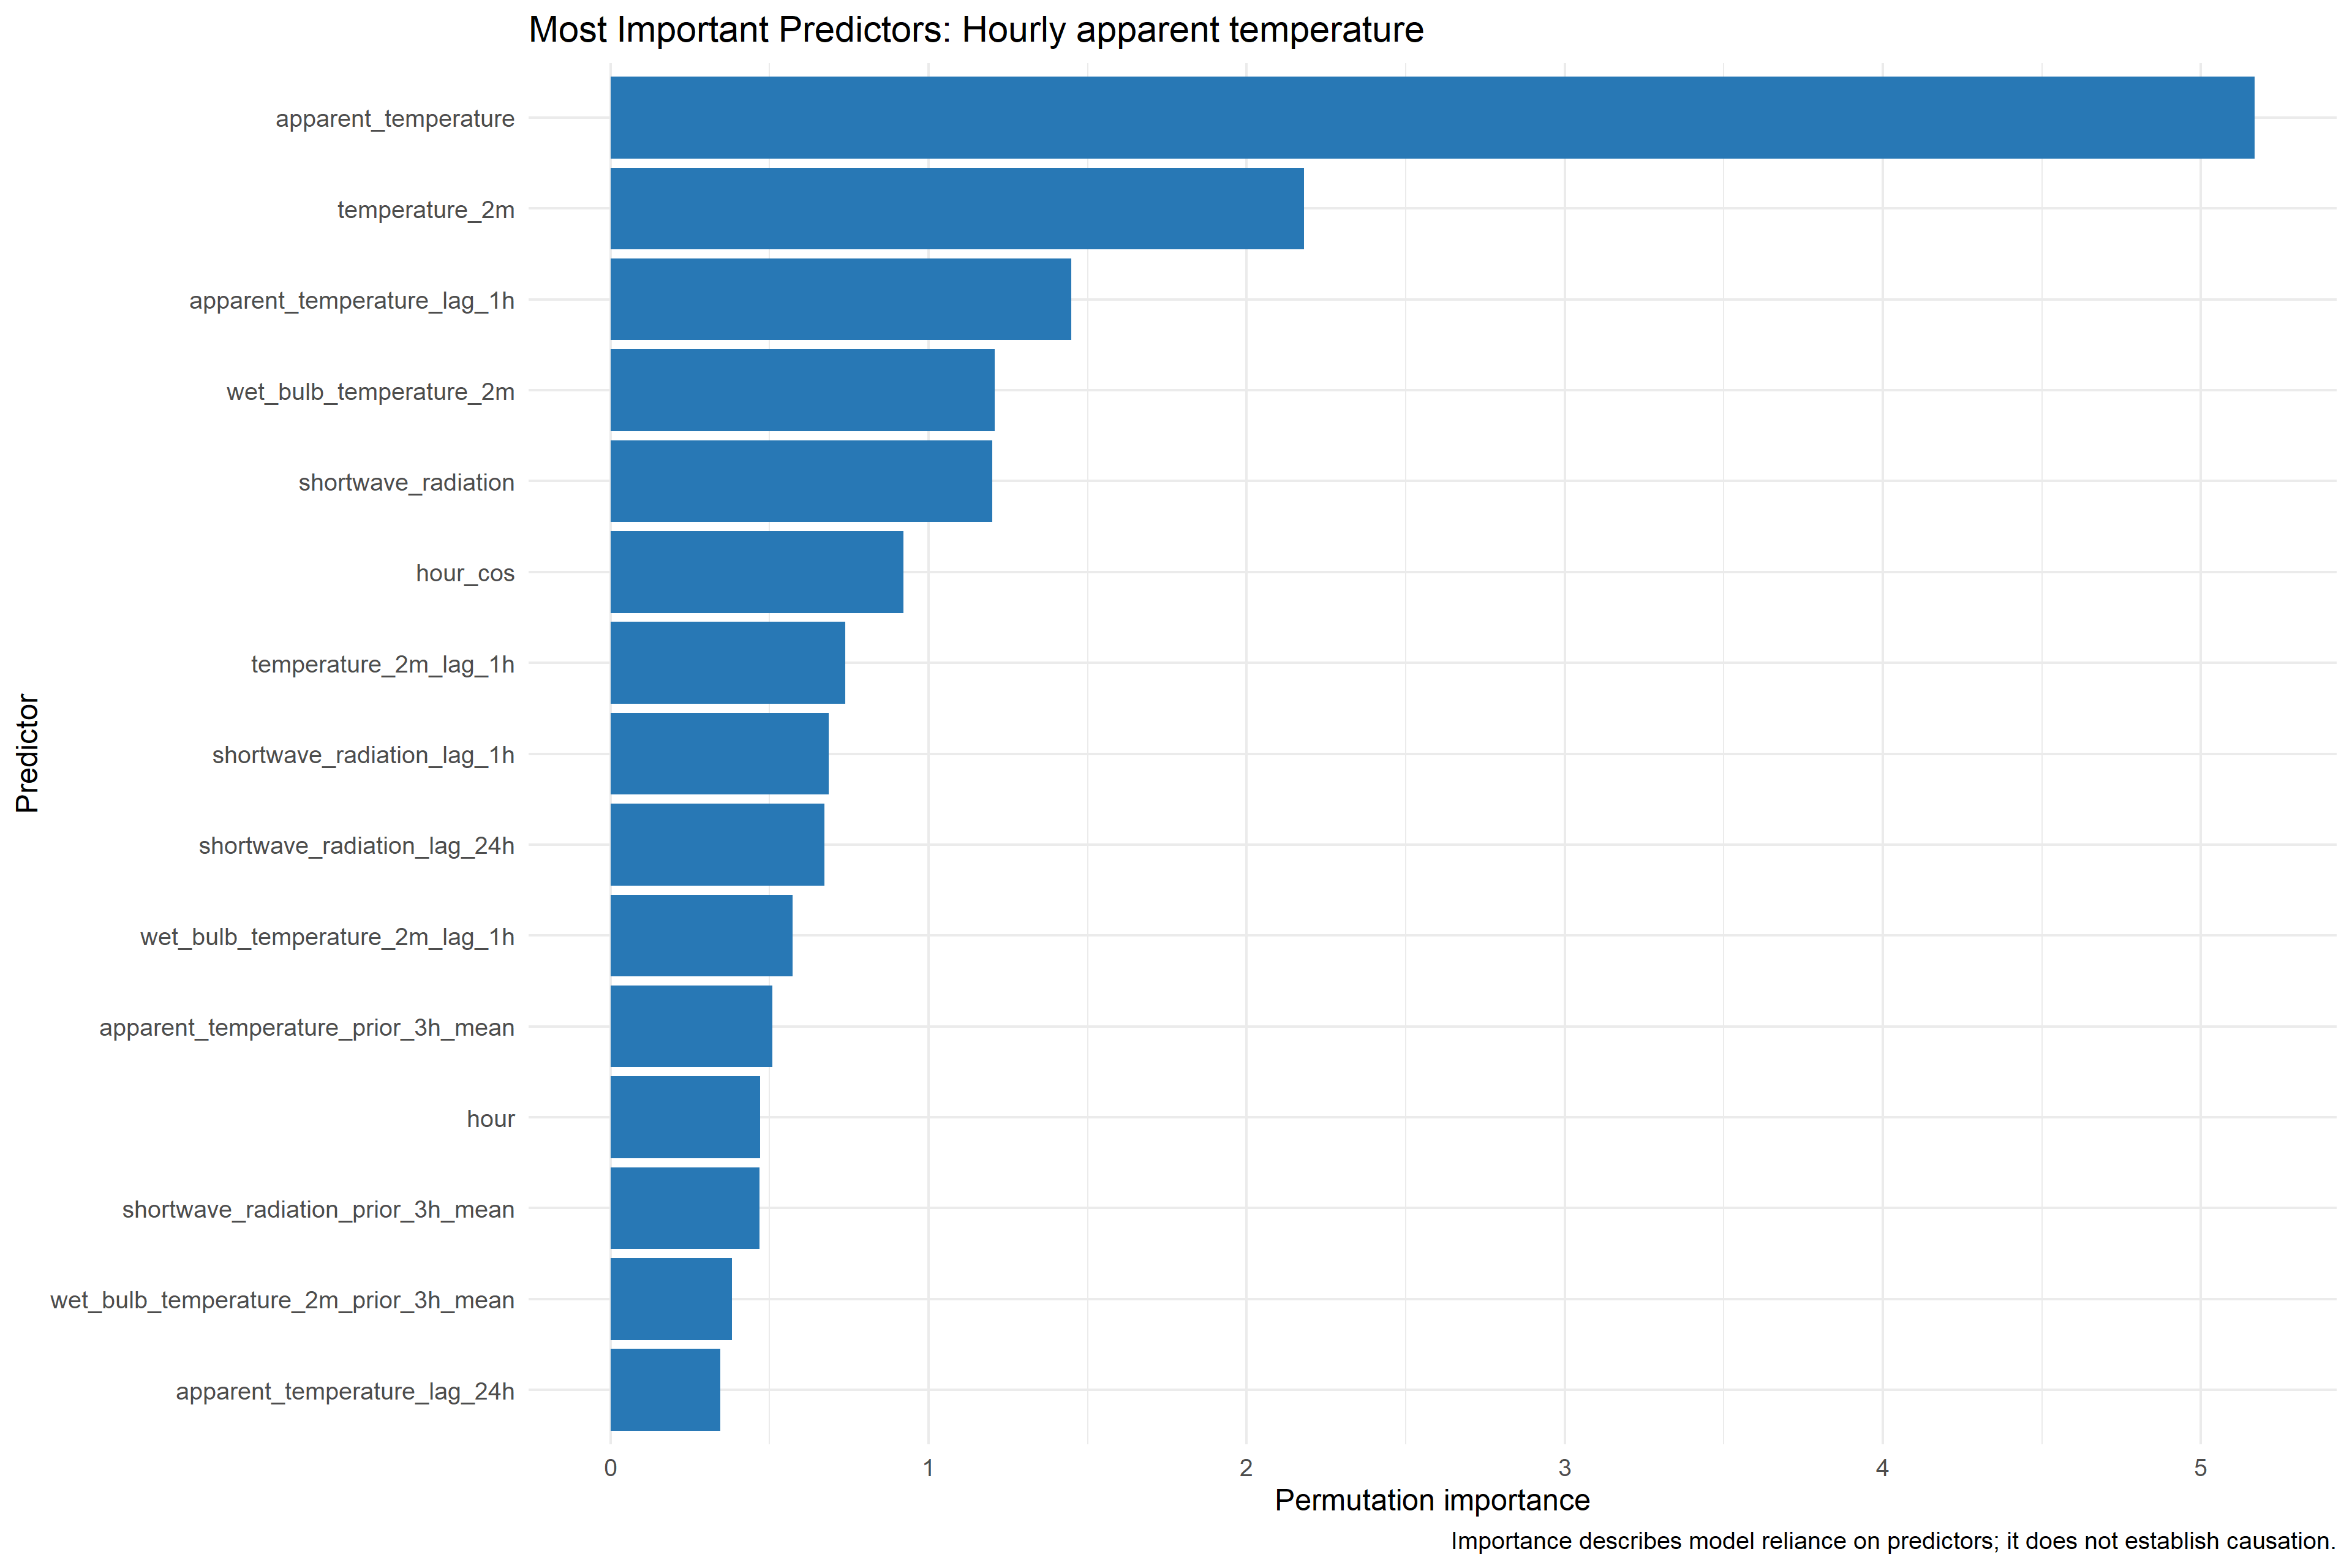 Most Important Predictors: Hourly apparent temperature
Predictor
apparent_temperature
temperature_2m
apparent_temperature_lag_1h
wet_bulb_temperature_2m
shortwave_radiation
hour_cos
temperature_2m_lag_1h
shortwave_radiation_lag_1h
shortwave_radiation_lag_24h
wet_bulb_temperature_2m_lag_1h
apparent_temperature_prior_3h_mean
hour
shortwave_radiation_prior_3h_mean
wet_bulb_temperature_2m_prior_3h_mean
apparent_temperature_lag_24h
0 1 2 3 4 5
Permutation importance
Importance describes model reliance on predictors; it does not establish causation.